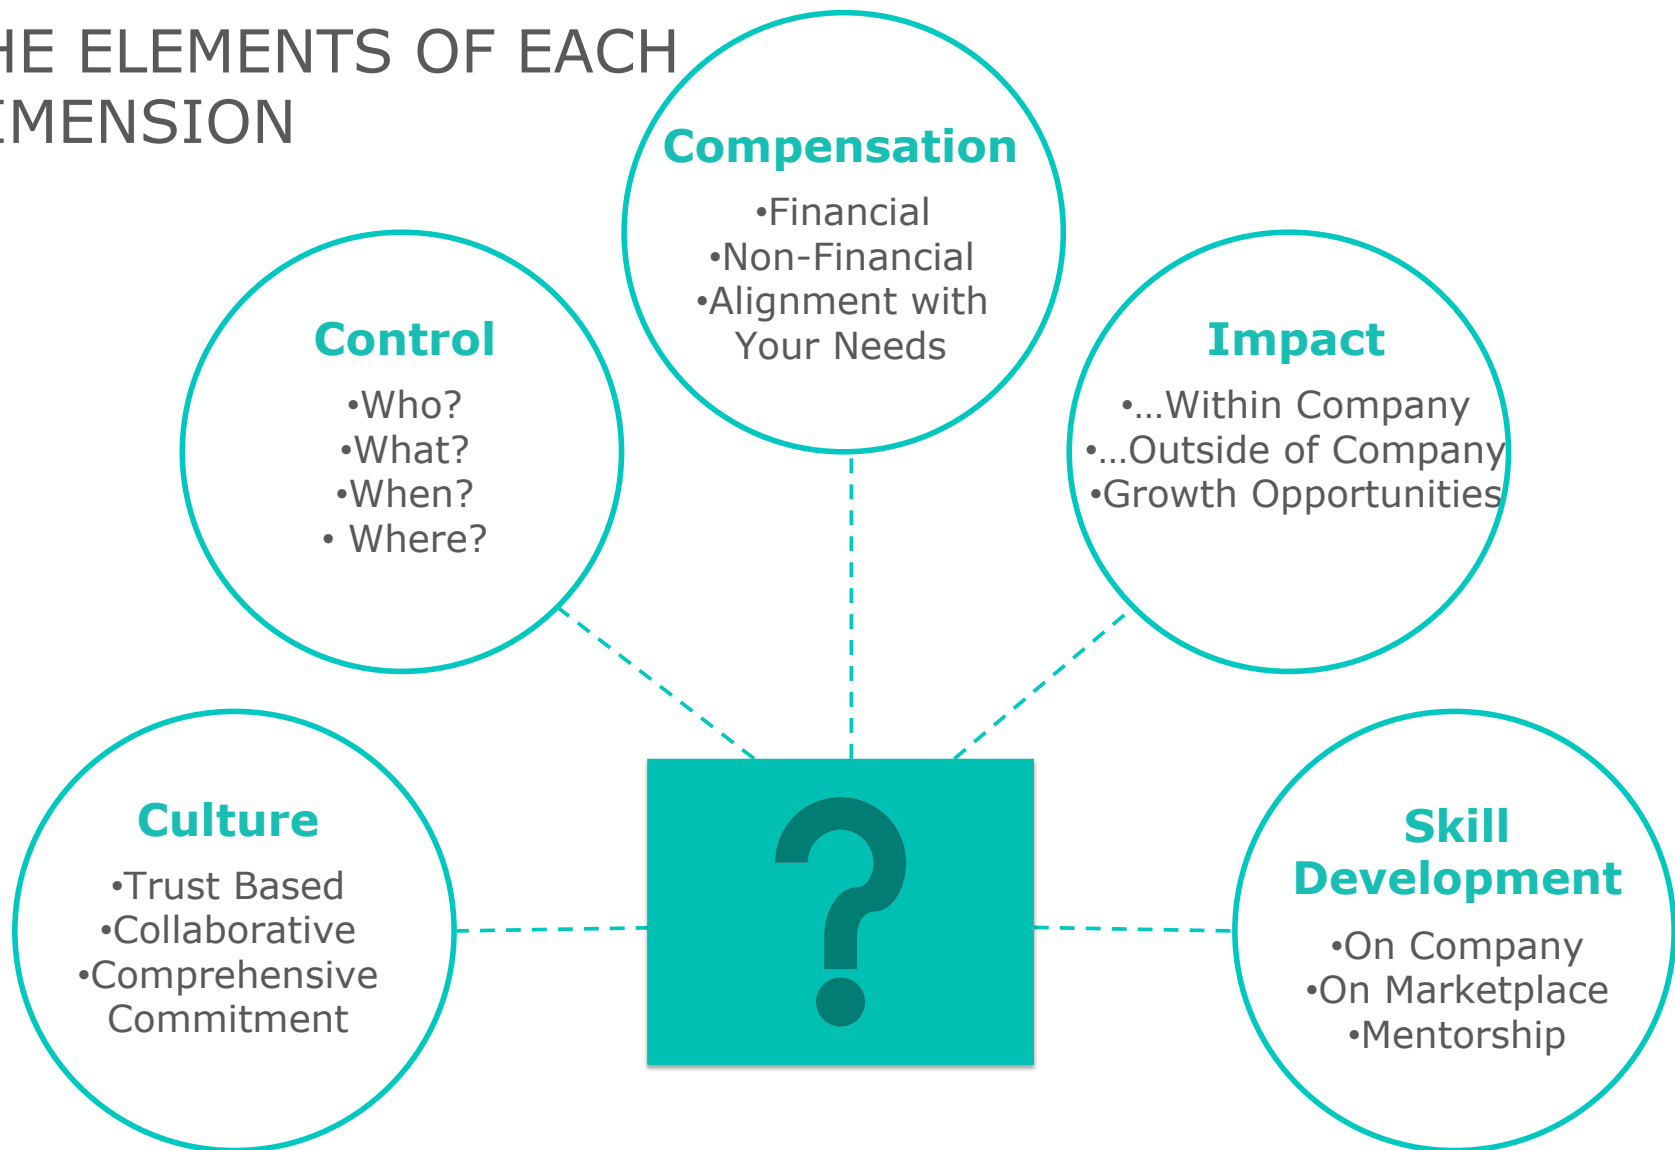 HE ELEMENTS OF EACH
IMENSION
Compensation
•Financial
•Non-Financial
•Alignment with
Your Needs
Control
•Who?
•What?
•When?
• Where?
Impact
•...Within Company
•...Outside of Company
•Growth Opportunities
Culture
•Trust Based
•Collaborative
•Comprehensive
Commitment
?
Skill
Development
•On Company
•On Marketplace
•Mentorship